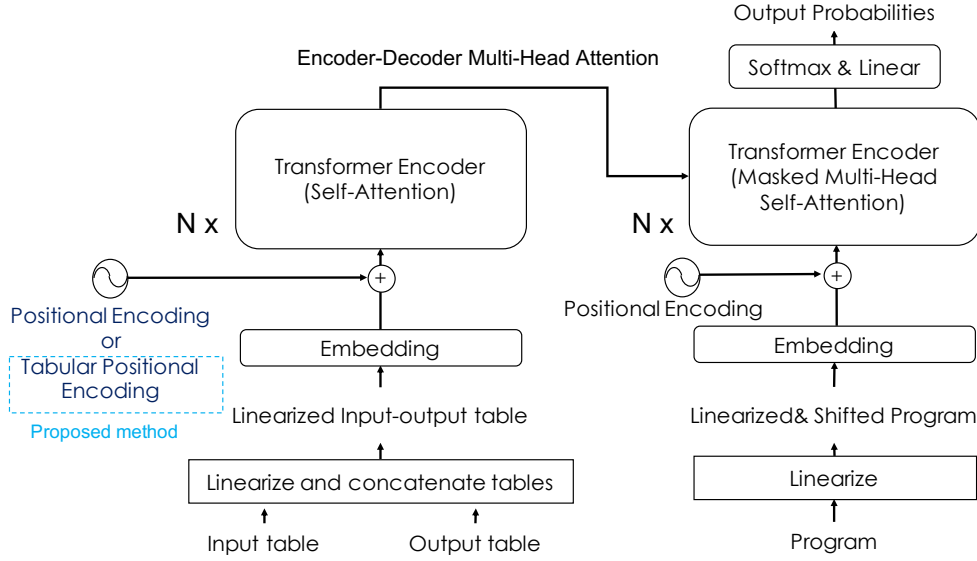 Output Probabilities
Softmax & Linear
Encoder-Decoder Multi-Head Attention
Transformer Encoder
(Self-Attention)
N x
Transformer Encoder
(Masked Multi-Head
Self-Attention)
N x
+
+
Positional Encoding
or
Tabular Positional
Encoding
Proposed method
Positional Encoding
Embedding
Embedding
Linearized Input-output table
Linearized& Shifted Program
Linearize and concatenate tables
Linearize
Input table
Output table
Program